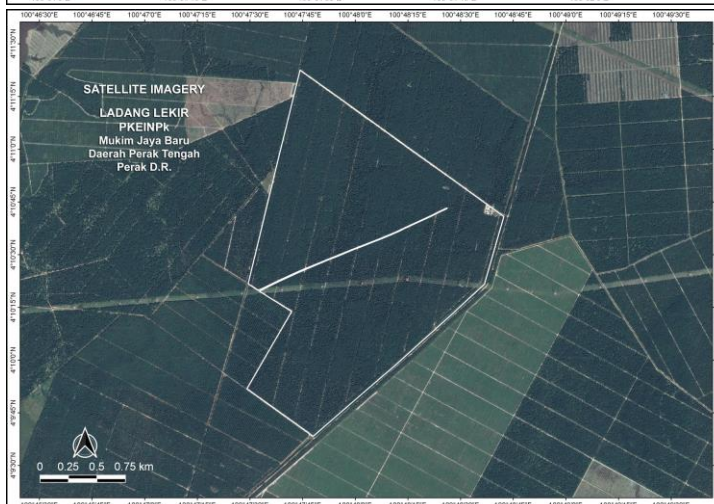 100°46'30"E 100°46'45"E 100°47'0"E 100°47'15"E 100°47'30"E 100°47'45"E 100°48'0"E 100°48'15"E 100°48'30"E 100°48'45"E 100°49'0"E 100°49'15"E 100°49'30"E
4°11'30"N
4°11'15"N
4°11'0"N
4°10'45"N
4°10'30"N
4°10'15"N
4°10'0"N
4°9'45"N
4°9'30"N
SATELLITE IMAGERY
LADANG LEKIR
PKEINPk
Mukim Jaya Baru
Daerah Perak Tengah
Perak D.R.
0 0.25 0.5 0.75 km